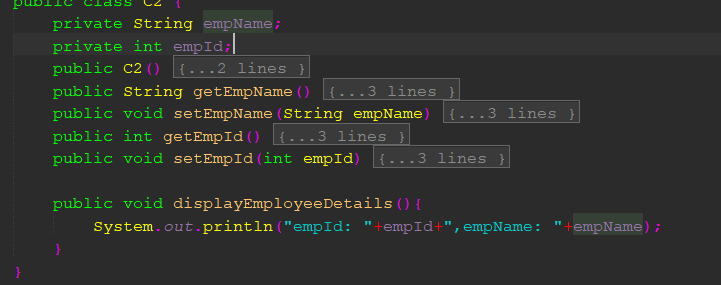 public class C2 {
private String empName;
private int empId;
public C2() {...2 lines }
public String getEmpName() {...3 lines }
public void setEmpName(String empName) {...3 lines }
public int getEmpId() {...3 lines }
public void setEmpId(int empId) {...3 lines }
public void displayEmployeeDetails(){
System.out.println("empId: "+empId+",empName: "+empName);
}
}